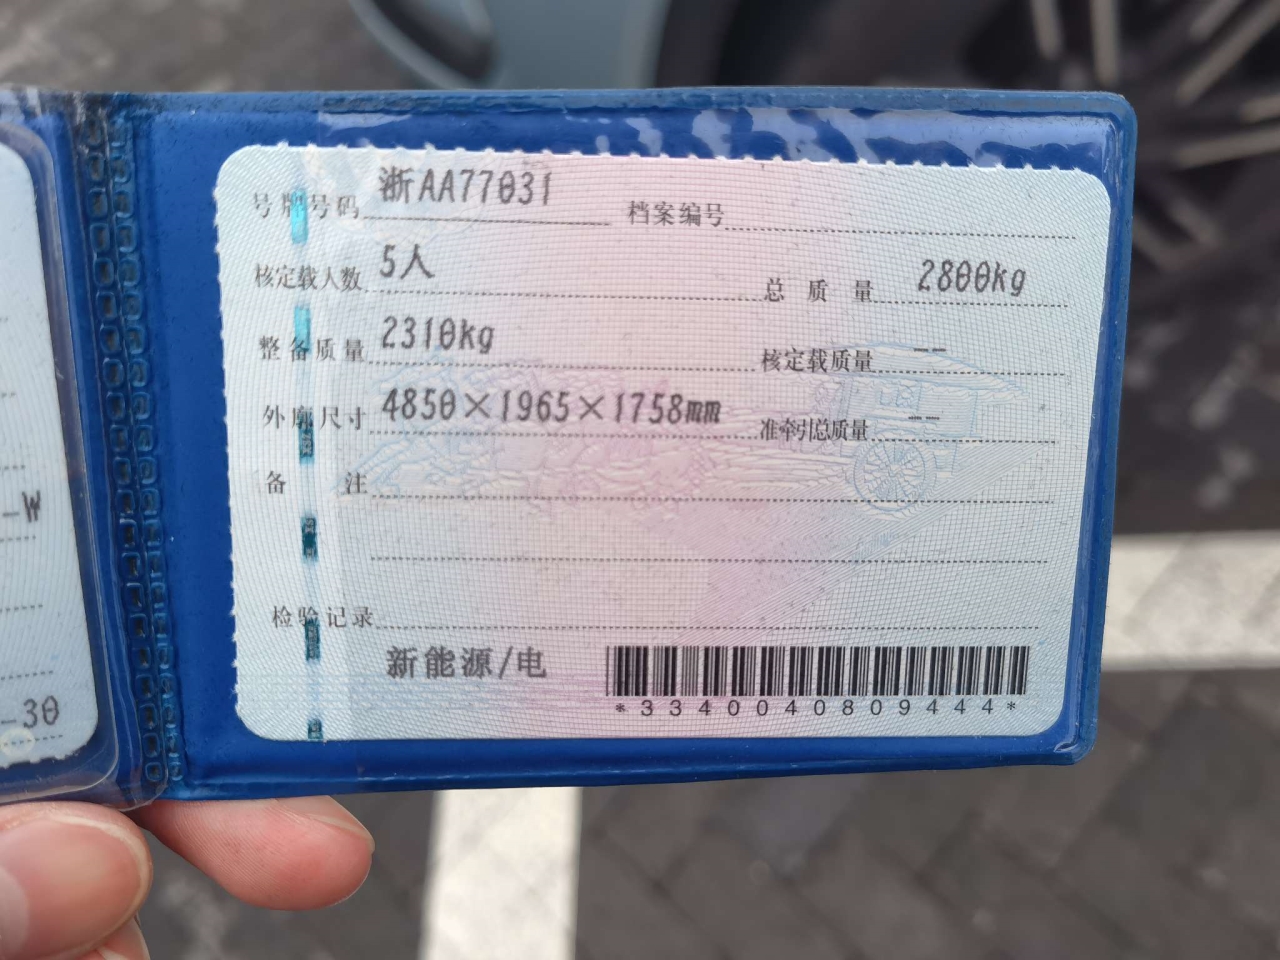 号牌号码 浙AA77031 档案编号
核定载人数 5人 总质量 2800kg
整备质量 2310kg 核定载质量 --
外廓尺寸 4850×1965×1758mm 准牵引总质量 --
备注
检验记录
新能源/电
*3340040809444*
-W
-30